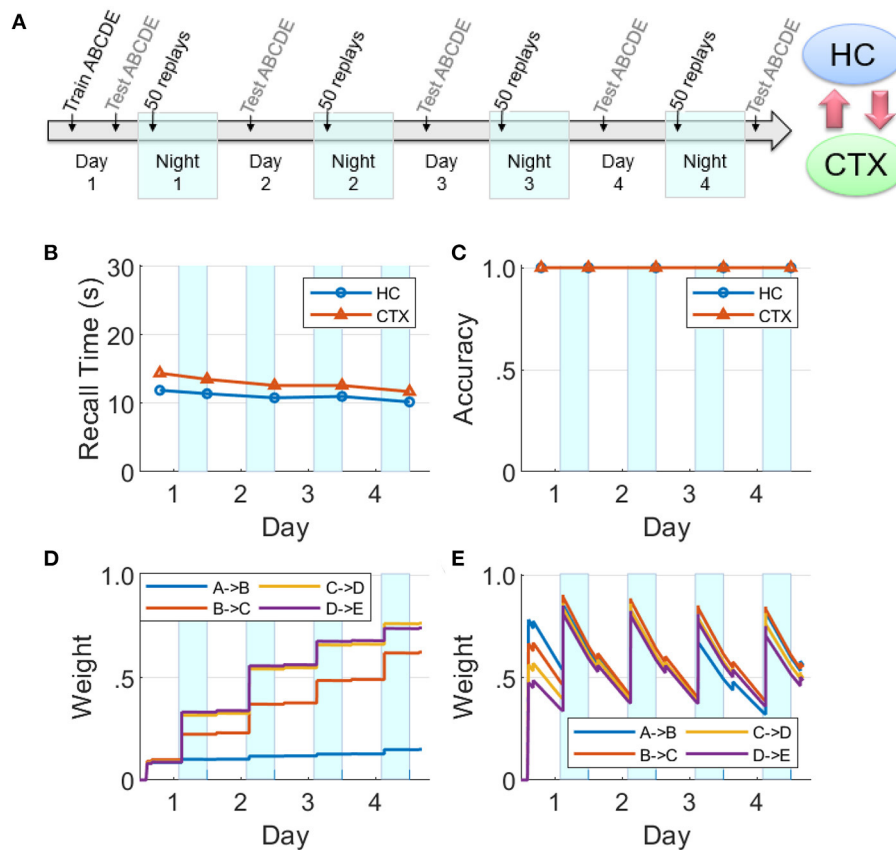 A
Train ABCDE
Test ABCDE
50 replays
Test ABCDE
50 replays
Test ABCDE
50 replays
Test ABCDE
50 replays
Test ABCDE
Day
1
Night
1
Day
2
Night
2
Day
3
Night
3
Day
4
Night
4
HC
CTX
B
30
20
10
0
Recall Time (s)
HC
CTX
1 2 3 4
Day
C
1.0
.5
0
Accuracy
HC
CTX
1 2 3 4
Day
D
1.0
.5
0
Weight
A->B C->D
B->C D->E
1 2 3 4
Day
E
1.0
.5
0
Weight
A->B C->D
B->C D->E
1 2 3 4
Day